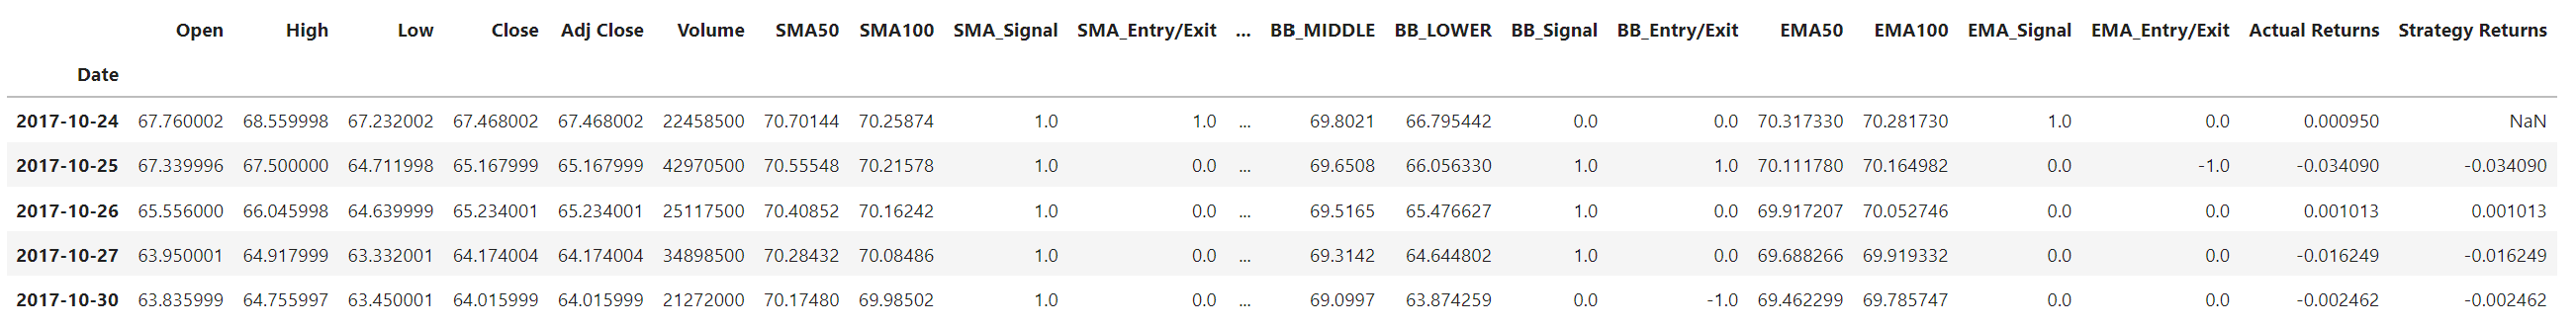 Open High Low Close Adj Close Volume SMA50 SMA100 SMA_Signal SMA_Entry/Exit ... BB_MIDDLE BB_LOWER BB_Signal BB_Entry/Exit EMA50 EMA100 EMA_Signal EMA_Entry/Exit Actual Returns Strategy Returns
Date
2017-10-24 67.760002 68.559998 67.232002 67.468002 67.468002 22458500 70.70144 70.25874 1.0 1.0 ... 69.8021 66.795442 0.0 0.0 70.317330 70.281730 1.0 0.0 0.000950 NaN
2017-10-25 67.339996 67.500000 64.711998 65.167999 65.167999 42970500 70.55548 70.21578 1.0 0.0 ... 69.6508 66.056330 1.0 1.0 70.111780 70.164982 0.0 -1.0 -0.034090 -0.034090
2017-10-26 65.556000 66.045998 64.639999 65.234001 65.234001 25117500 70.40852 70.16242 1.0 0.0 ... 69.5165 65.476627 1.0 0.0 69.917207 70.052746 0.0 0.0 0.001013 0.001013
2017-10-27 63.950001 64.917999 63.332001 64.174004 64.174004 34898500 70.28432 70.08486 1.0 0.0 ... 69.3142 64.644802 1.0 0.0 69.688266 69.919332 0.0 0.0 -0.016249 -0.016249
2017-10-30 63.835999 64.755997 63.450001 64.015999 64.015999 21272000 70.17480 69.98502 1.0 0.0 ... 69.0997 63.874259 0.0 -1.0 69.462299 69.785747 0.0 0.0 -0.002462 -0.002462